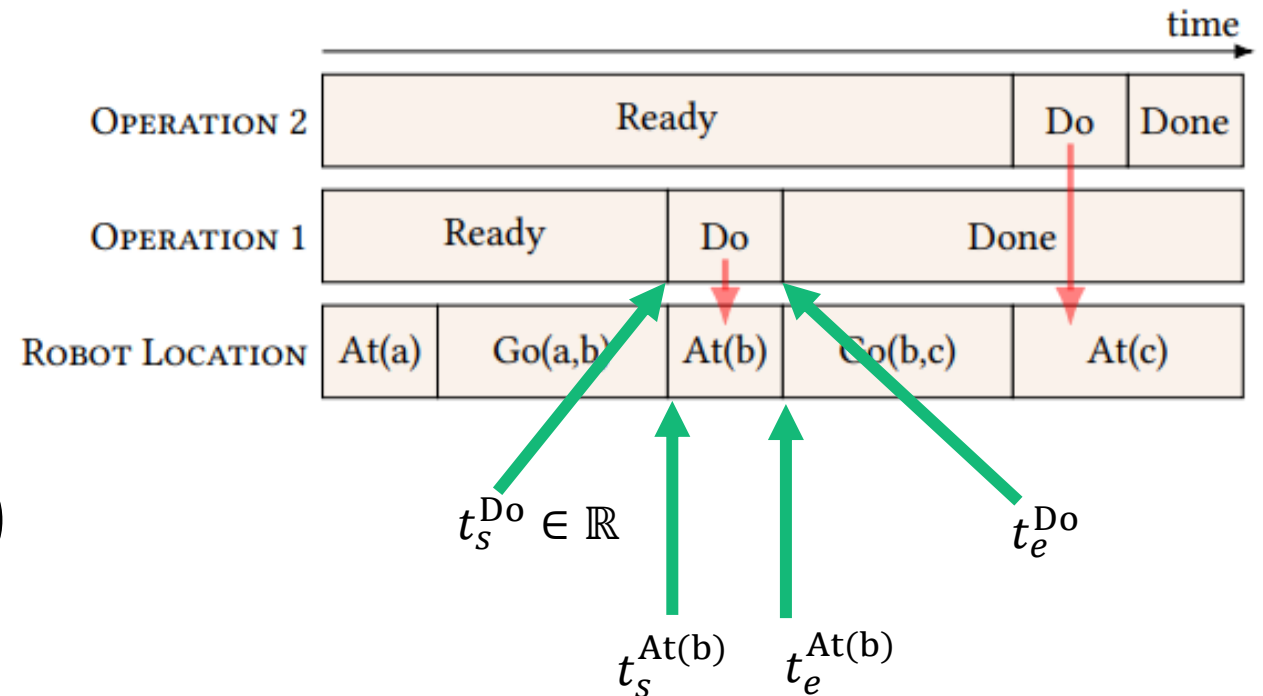 time
OPERATION 2 Ready Do Done
OPERATION 1 Ready Do Done
ROBOT LOCATION At(a) Go(a,b) At(b) Go(b,c) At(c)
)
t_s^Do ∈ ℝ t_e^Do
t_s^At(b) t_e^At(b)